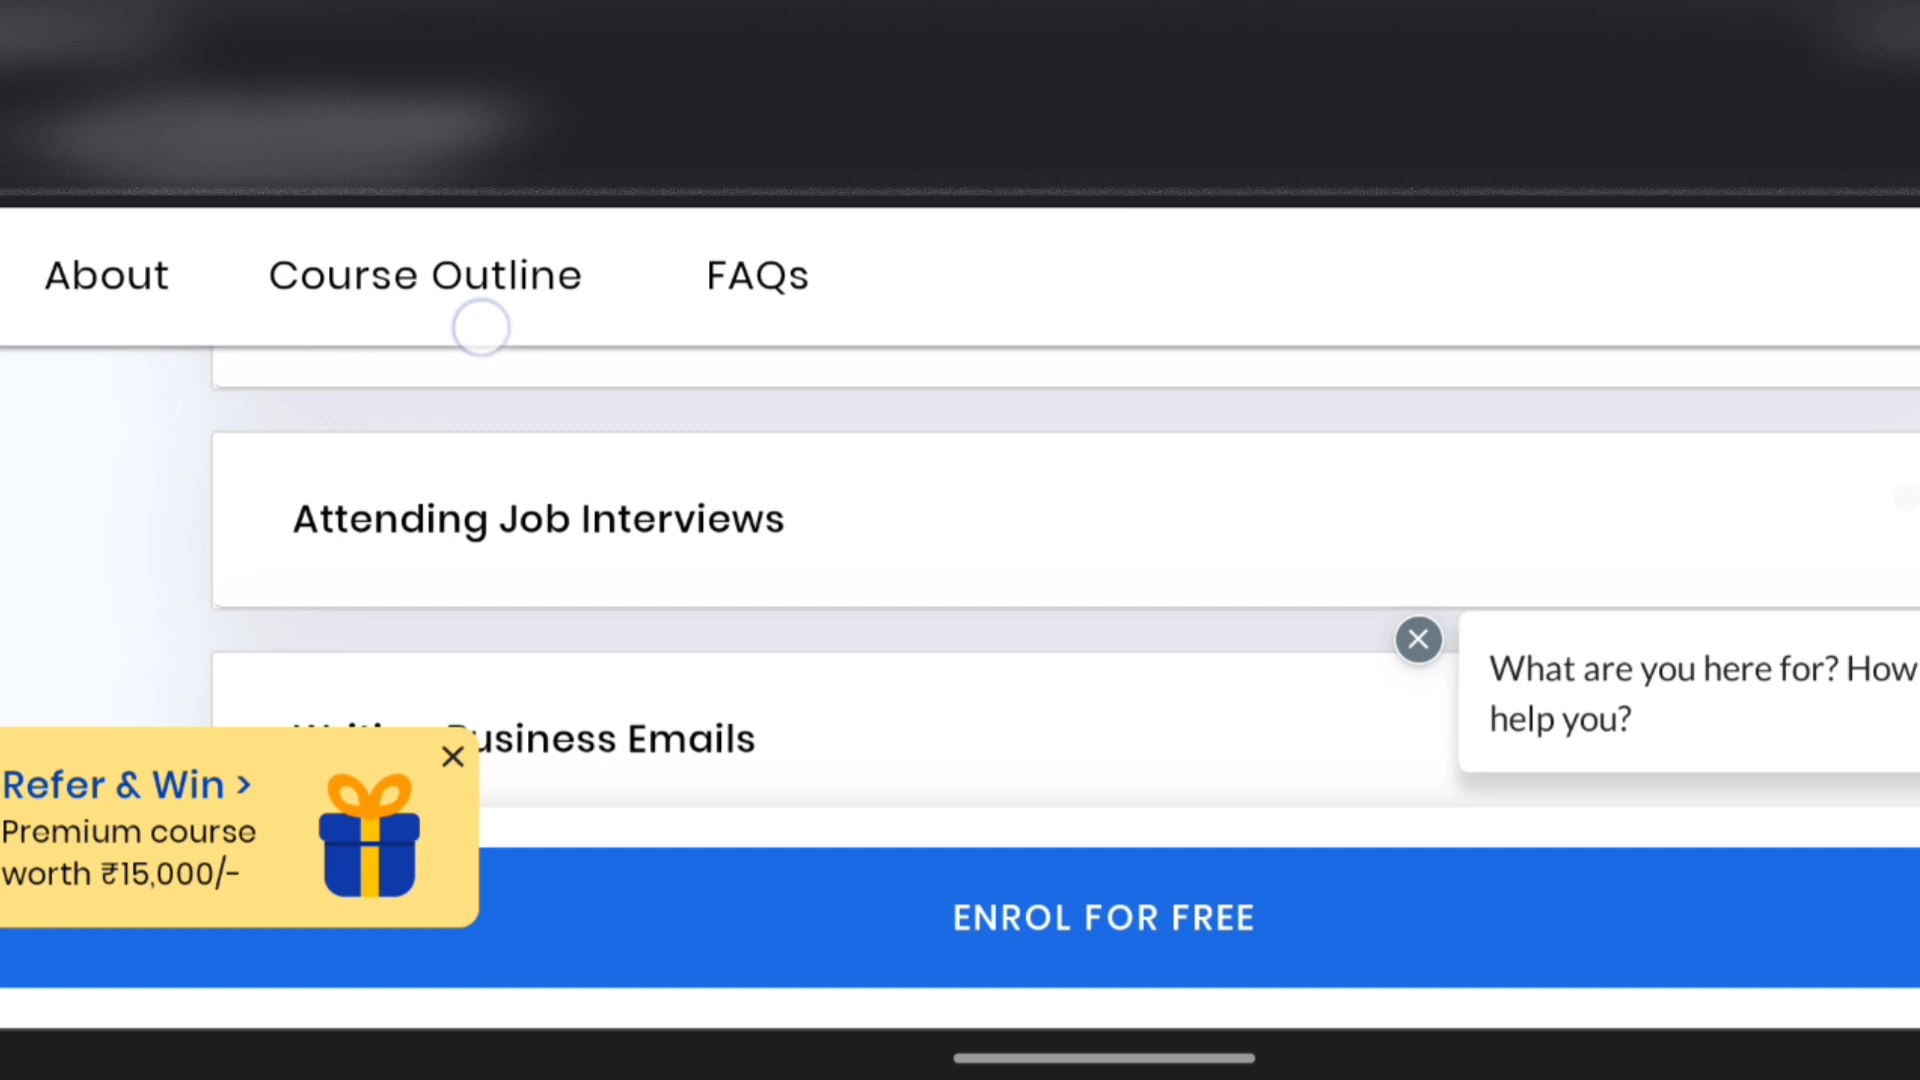 About Course Outline FAQs
Attending Job Interviews
Business Emails
What are you here for? How
help you?
Refer & Win >
Premium course
worth ₹15,000/-
ENROL FOR FREE